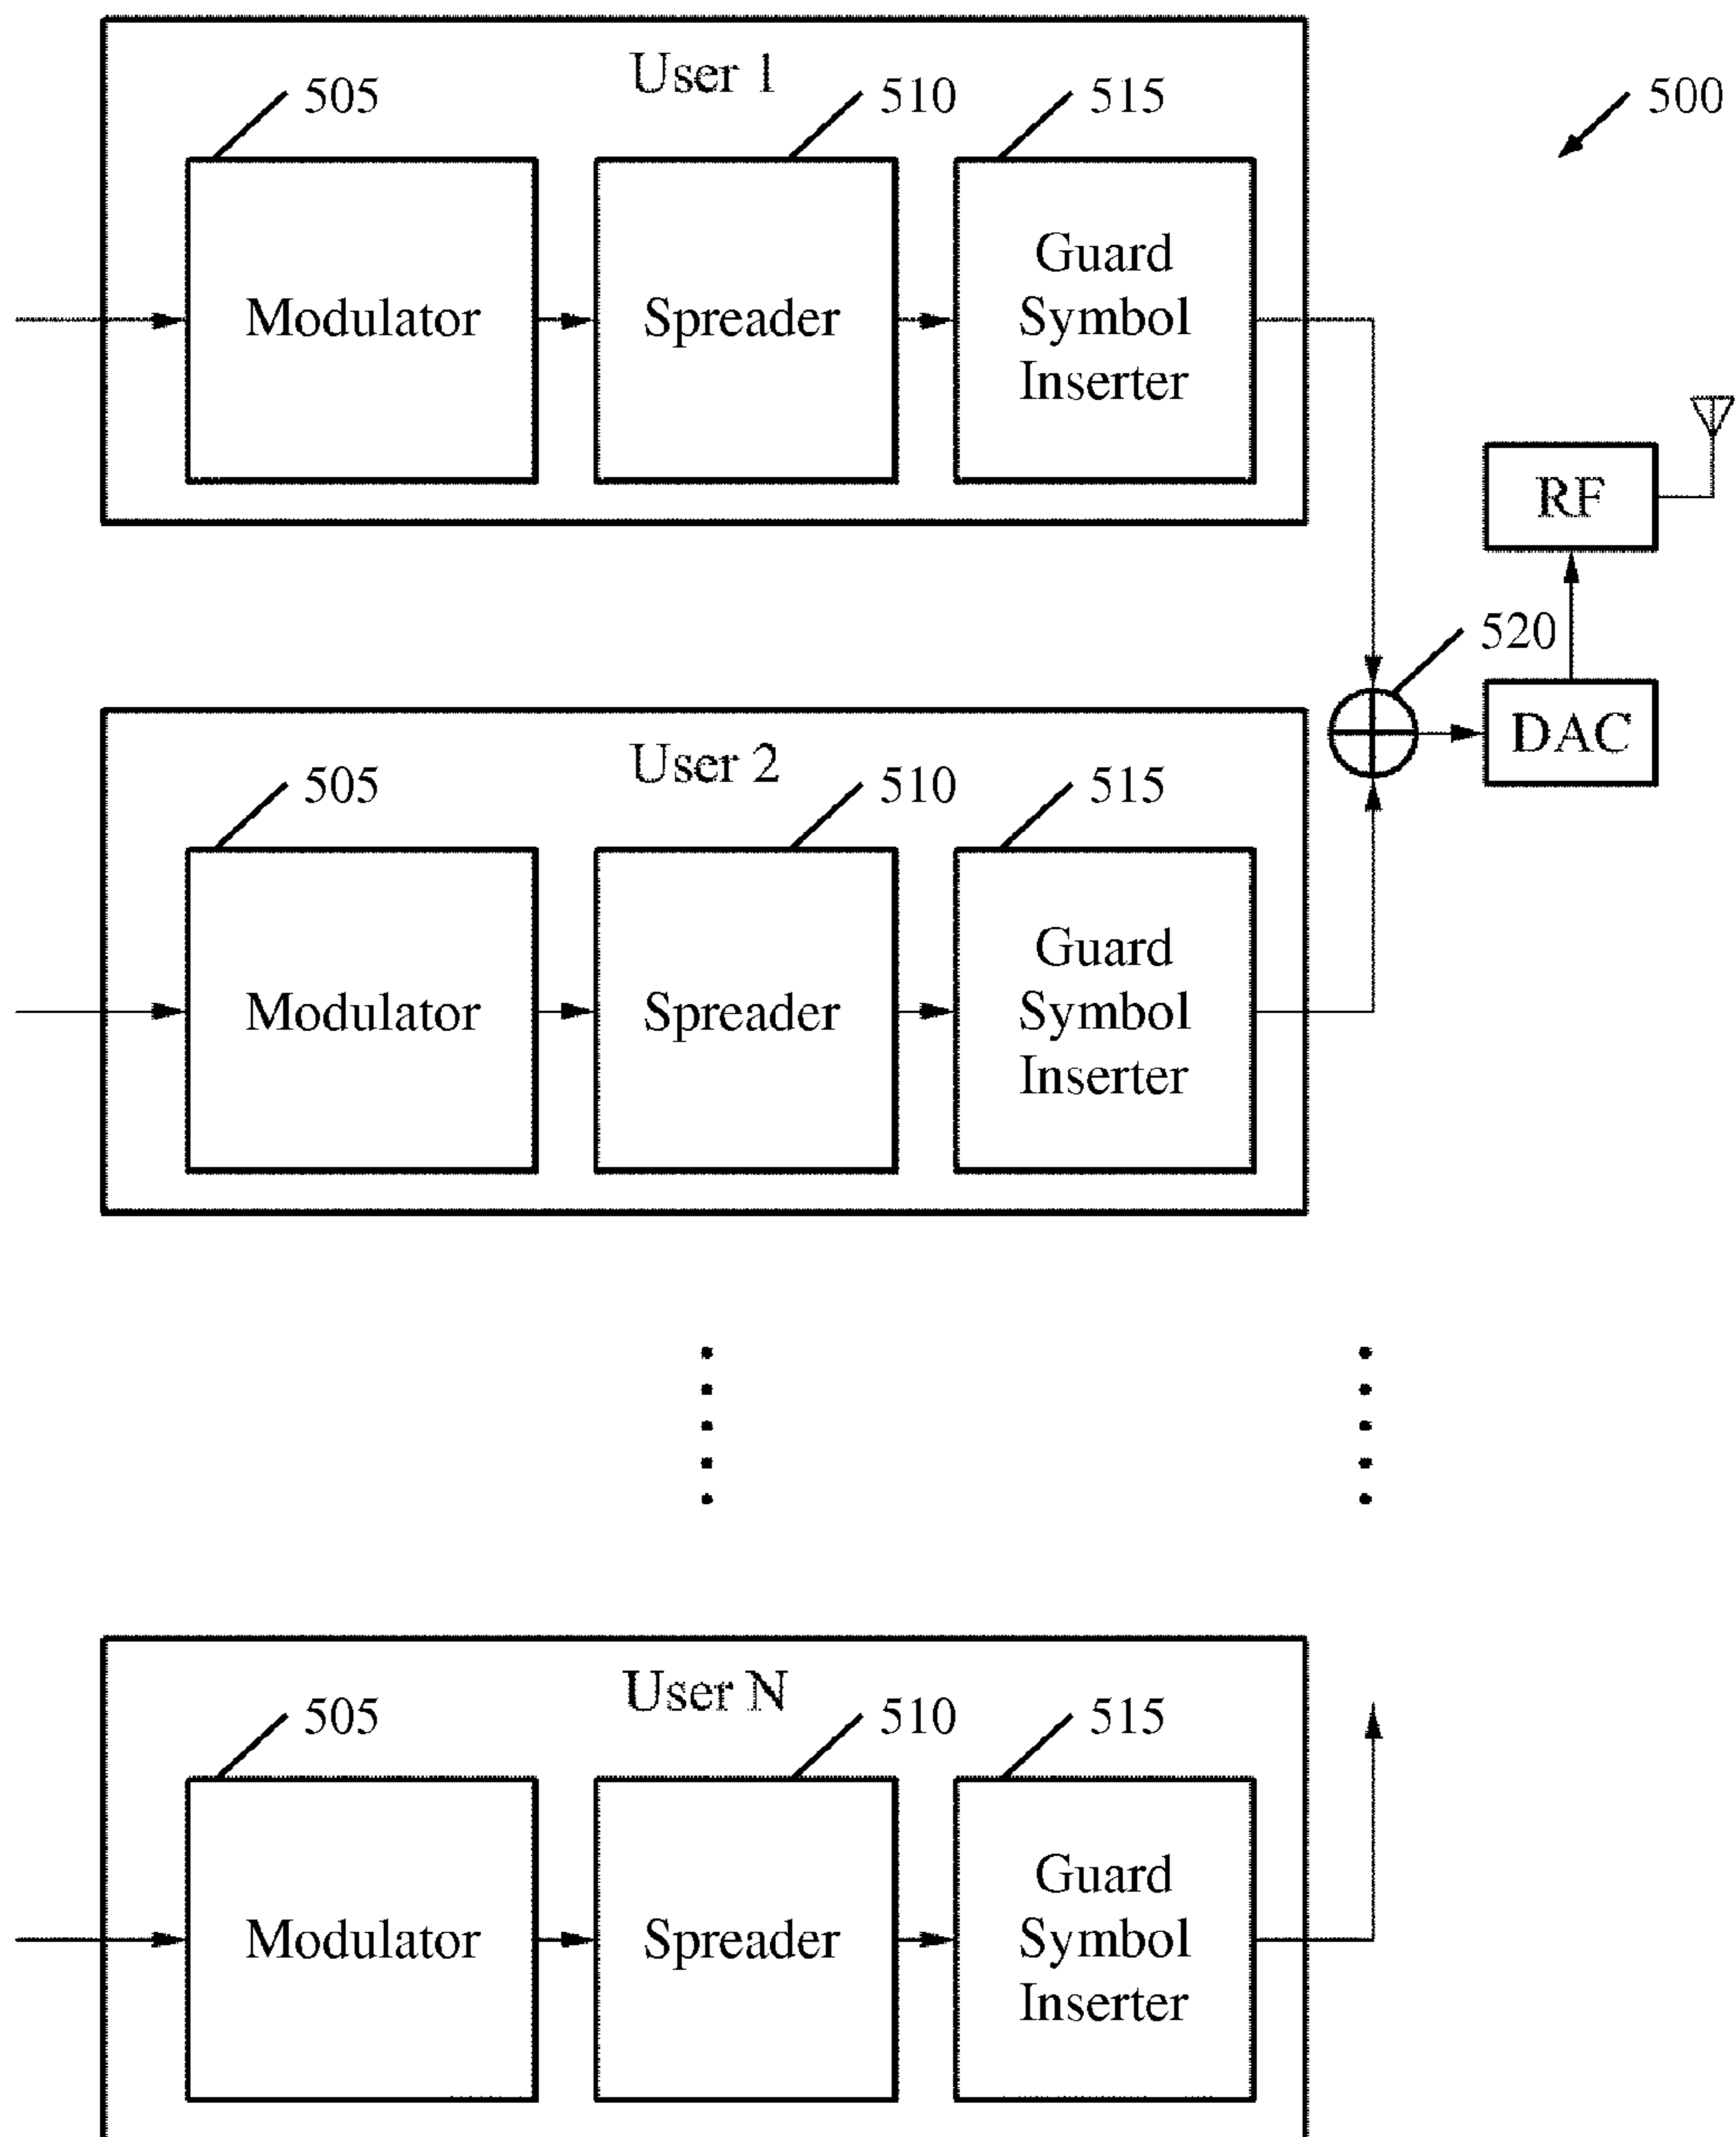 User 1
505
510
515
500
Modulator
Spreader
Guard
Symbol
Inserter
RF
520
DAC
User 2
505
510
515
Modulator
Spreader
Guard
Symbol
Inserter
User N
505
510
515
Modulator
Spreader
Guard
Symbol
Inserter